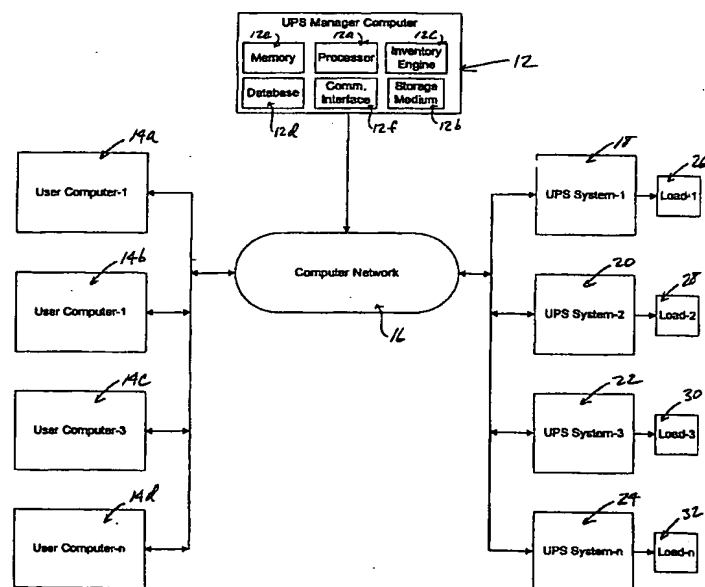 UPS Manager Computer
12e 12a 12c
Memory Processor Inventory Engine
Database Comm. Interface Storage Medium
12d 12f 12b
12
14a
User Computer-1
14b
User Computer-1
14c
User Computer-3
14d
User Computer-n
Computer Network
16
18
UPS System-1
26
Load-1
20
UPS System-2
28
Load-2
22
UPS System-3
30
Load-3
24
UPS System-n
32
Load-n